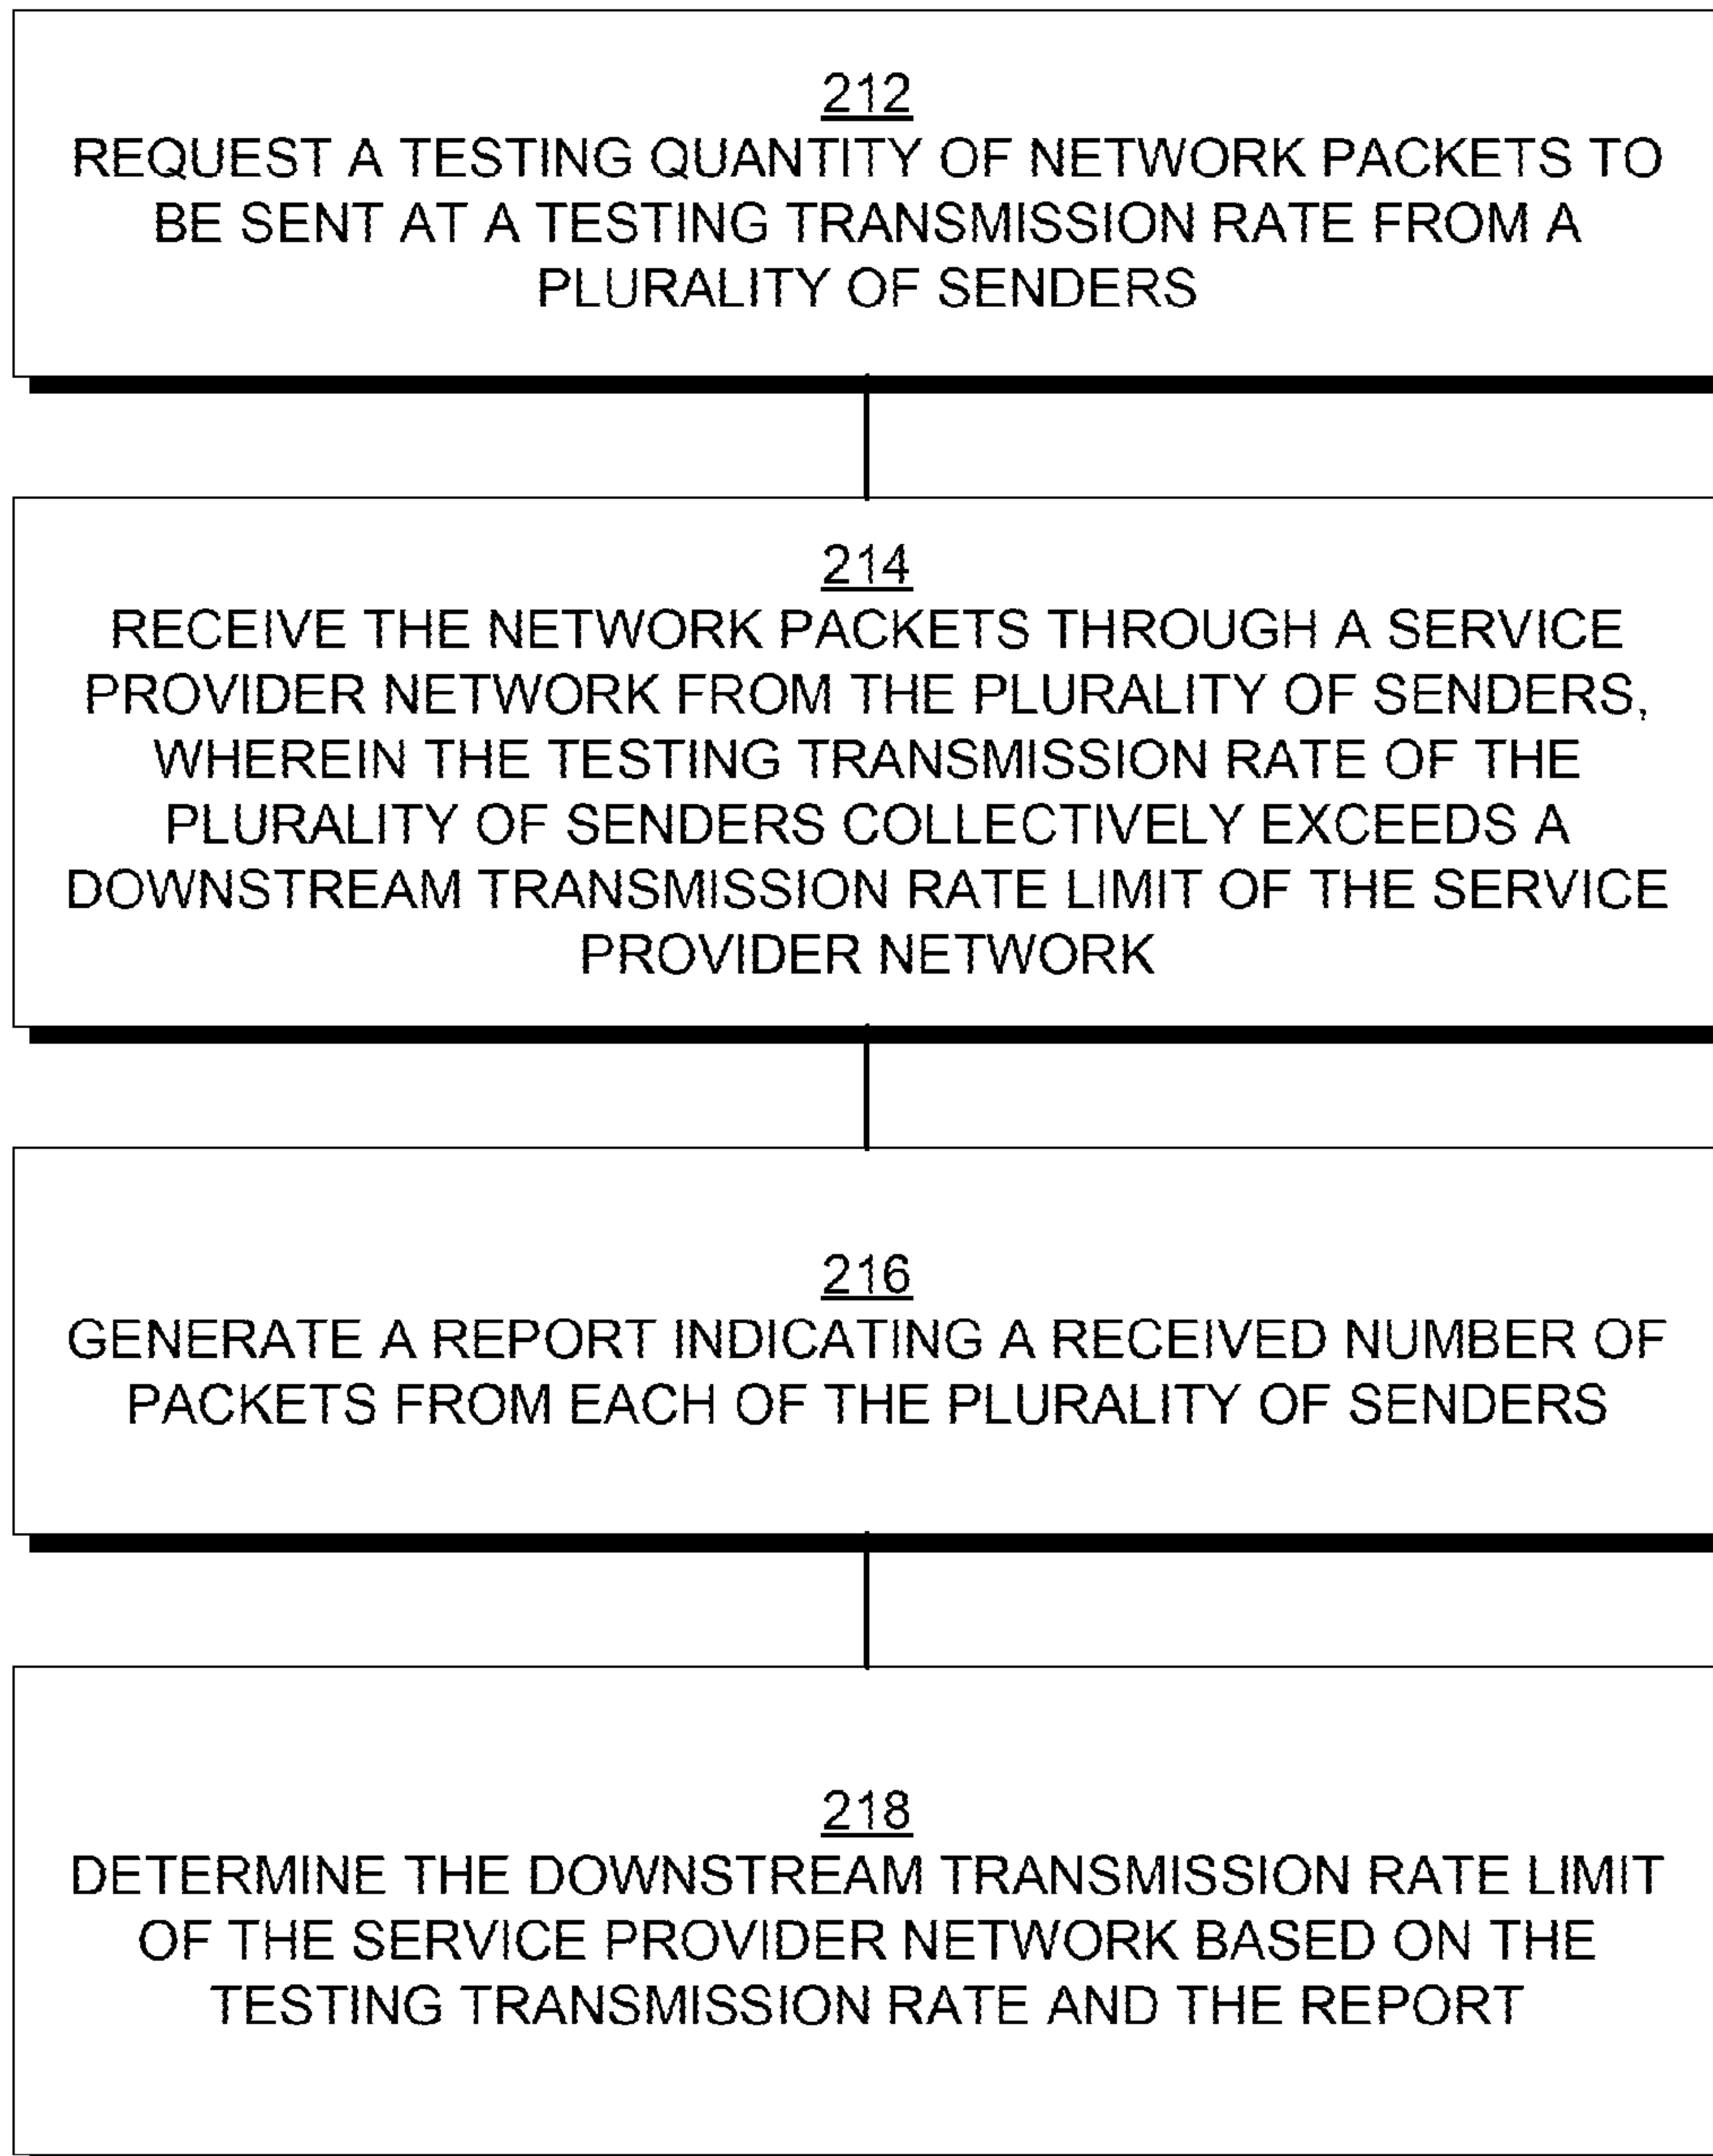 212
REQUEST A TESTING QUANTITY OF NETWORK PACKETS TO
BE SENT AT A TESTING TRANSMISSION RATE FROM A
PLURALITY OF SENDERS
214
RECEIVE THE NETWORK PACKETS THROUGH A SERVICE
PROVIDER NETWORK FROM THE PLURALITY OF SENDERS,
WHEREIN THE TESTING TRANSMISSION RATE OF THE
PLURALITY OF SENDERS COLLECTIVELY EXCEEDS A
DOWNSTREAM TRANSMISSION RATE LIMIT OF THE SERVICE
PROVIDER NETWORK
216
GENERATE A REPORT INDICATING A RECEIVED NUMBER OF
PACKETS FROM EACH OF THE PLURALITY OF SENDERS
218
DETERMINE THE DOWNSTREAM TRANSMISSION RATE LIMIT
OF THE SERVICE PROVIDER NETWORK BASED ON THE
TESTING TRANSMISSION RATE AND THE REPORT